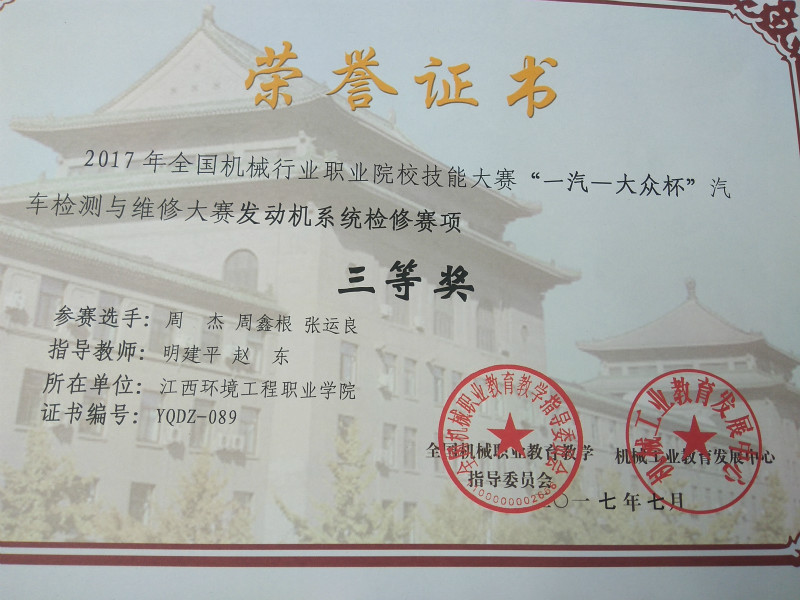 荣誉证书
2017年全国机械行业职业院校技能大赛“一汽—大众杯”汽
车检测与维修大赛发动机系统检修赛项
三等奖
参赛选手：周 杰 周鑫根 张运良
指导教师：明建平 赵 东
所在单位：江西环境工程职业学院
证书编号：YQDZ-089
全国机械职业教育教学指导委员会
机械工业教育发展中心
全国机械职业教育教学 机械工业教育发展中心
指导委员会
二〇一七年七月